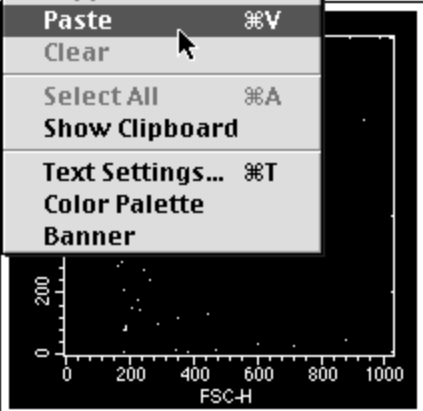 Paste ⌘V
Clear
Select All ⌘A
Show Clipboard
Text Settings... ⌘T
Color Palette
Banner
200
0
0 200 400 600 800 1000
FSC-H